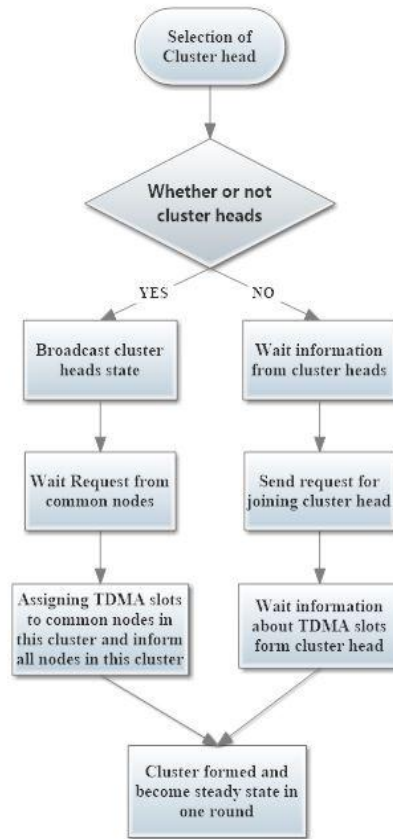 Selection of
Cluster head
Whether or not
cluster heads
YES
NO
Broadcast cluster
heads state
Wait information
from cluster heads
Wait Request from
common nodes
Send request for
joining cluster head
Assigning TDMA slots
to common nodes in
this cluster and inform
all nodes in this cluster
Wait information
about TDMA slots
form cluster head
Cluster formed and
become steady state in
one round